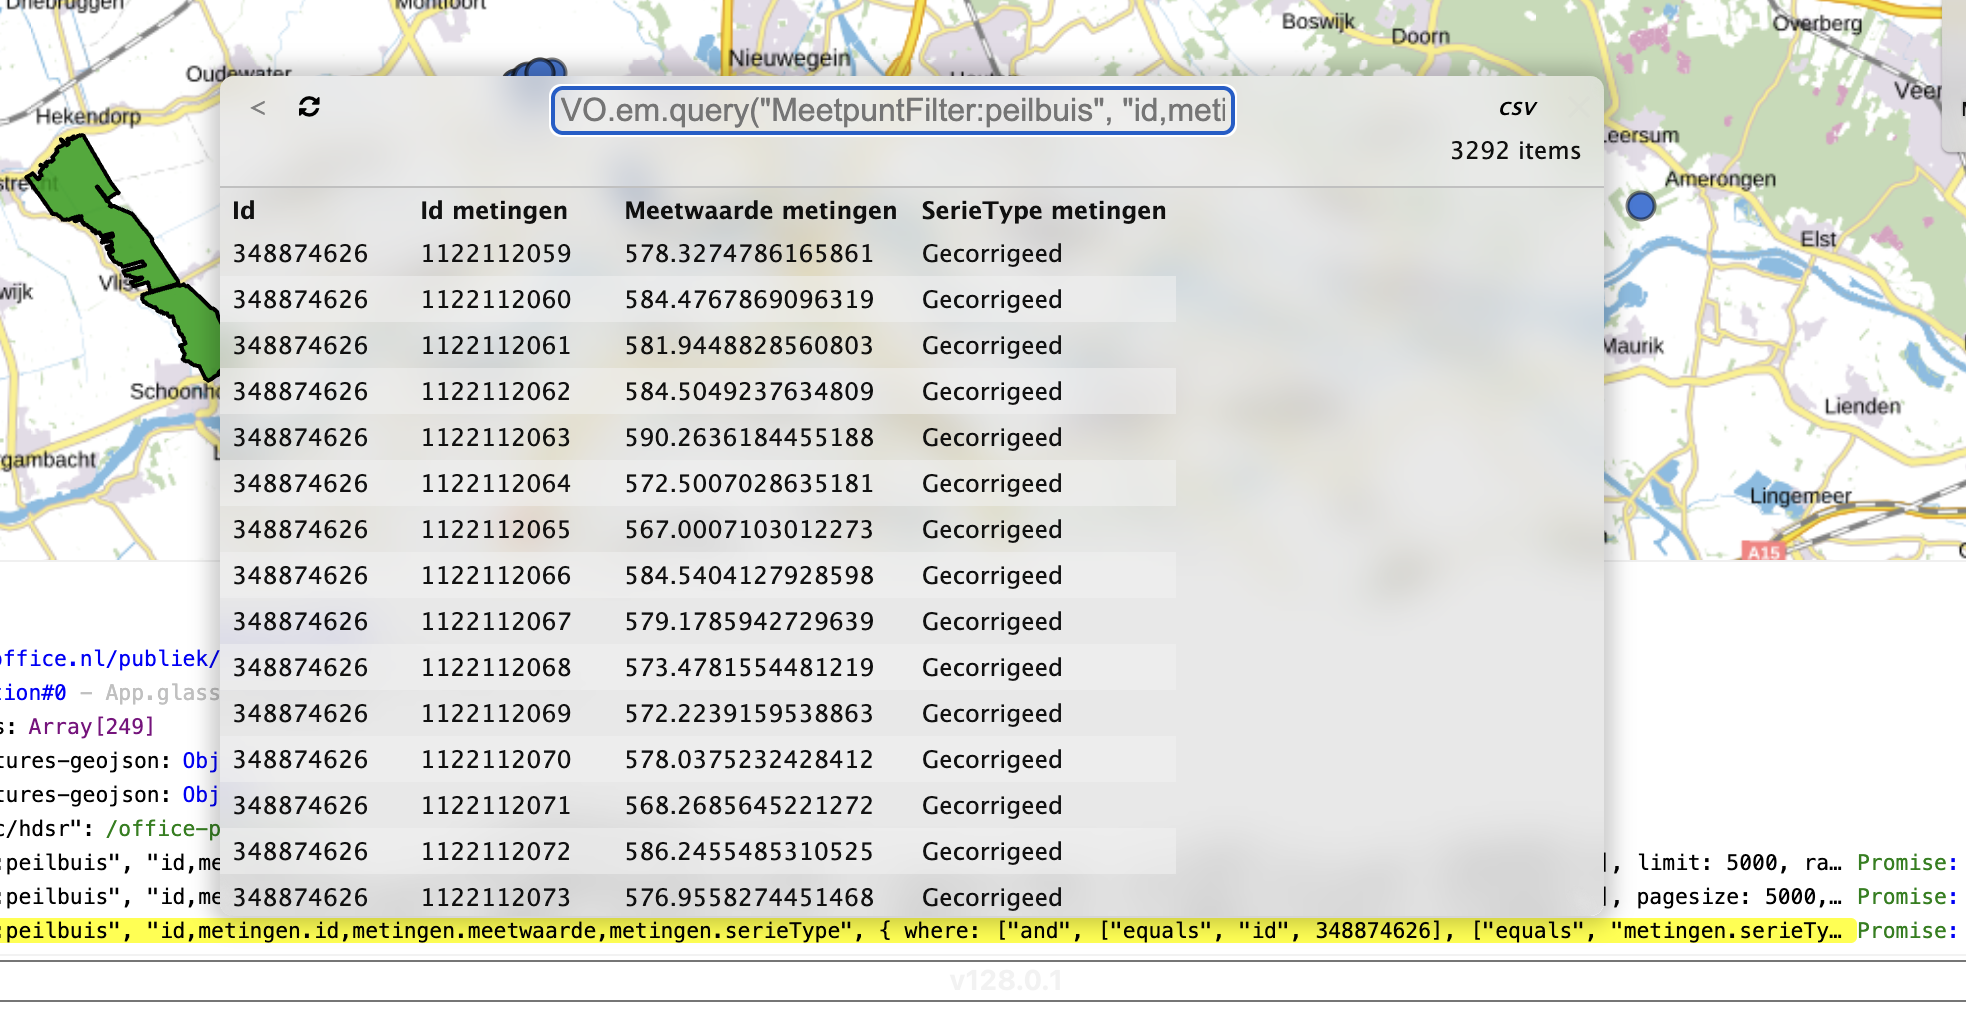 Driebruggen
Montfoort
Boswijk
Overberg
Doorn
Nieuwegein
Oudewater
Veer
Hekendorp
<
VO.em.query("MeetpuntFilter:peilbuis", "id,meti
CSV
Leersum
3292 items
Amerongen
Id Id metingen Meetwaarde metingen SerieType metingen
348874626 1122112059 578.3274786165861 Gecorrigeed
Elst
Vlis
wijk
348874626 1122112060 584.4767869096319 Gecorrigeed
348874626 1122112061 581.9448828560803 Gecorrigeed
Maurik
348874626 1122112062 584.5049237634809 Gecorrigeed
Schoonho
Lienden
348874626 1122112063 590.2636184455188 Gecorrigeed
gambacht
348874626 1122112064 572.5007028635181 Gecorrigeed
Lingemeer
348874626 1122112065 567.0007103012273 Gecorrigeed
A15
348874626 1122112066 584.5404127928598 Gecorrigeed
348874626 1122112067 579.1785942729639 Gecorrigeed
office.nl/publiek/
348874626 1122112068 573.4781554481219 Gecorrigeed
tion#0 – App.glass
348874626 1122112069 572.2239159538863 Gecorrigeed
s: Array[249]
348874626 1122112070 578.0375232428412 Gecorrigeed
tures-geojson: Obj
348874626 1122112071 568.2685645221272 Gecorrigeed
tures-geojson: Obj
c/hdsr": /office-p
348874626 1122112072 586.2455485310525 Gecorrigeed
:peilbuis", "id,me ], limit: 5000, ra… Promise:
348874626 1122112073 576.9558274451468 Gecorrigeed
:peilbuis", "id,me ], pagesize: 5000,… Promise:
:peilbuis", "id,metingen.id,metingen.meetwaarde,metingen.serieType", { where: ["and", ["equals", "id", 348874626], ["equals", "metingen.serieTy… Promise:
v128.0.1